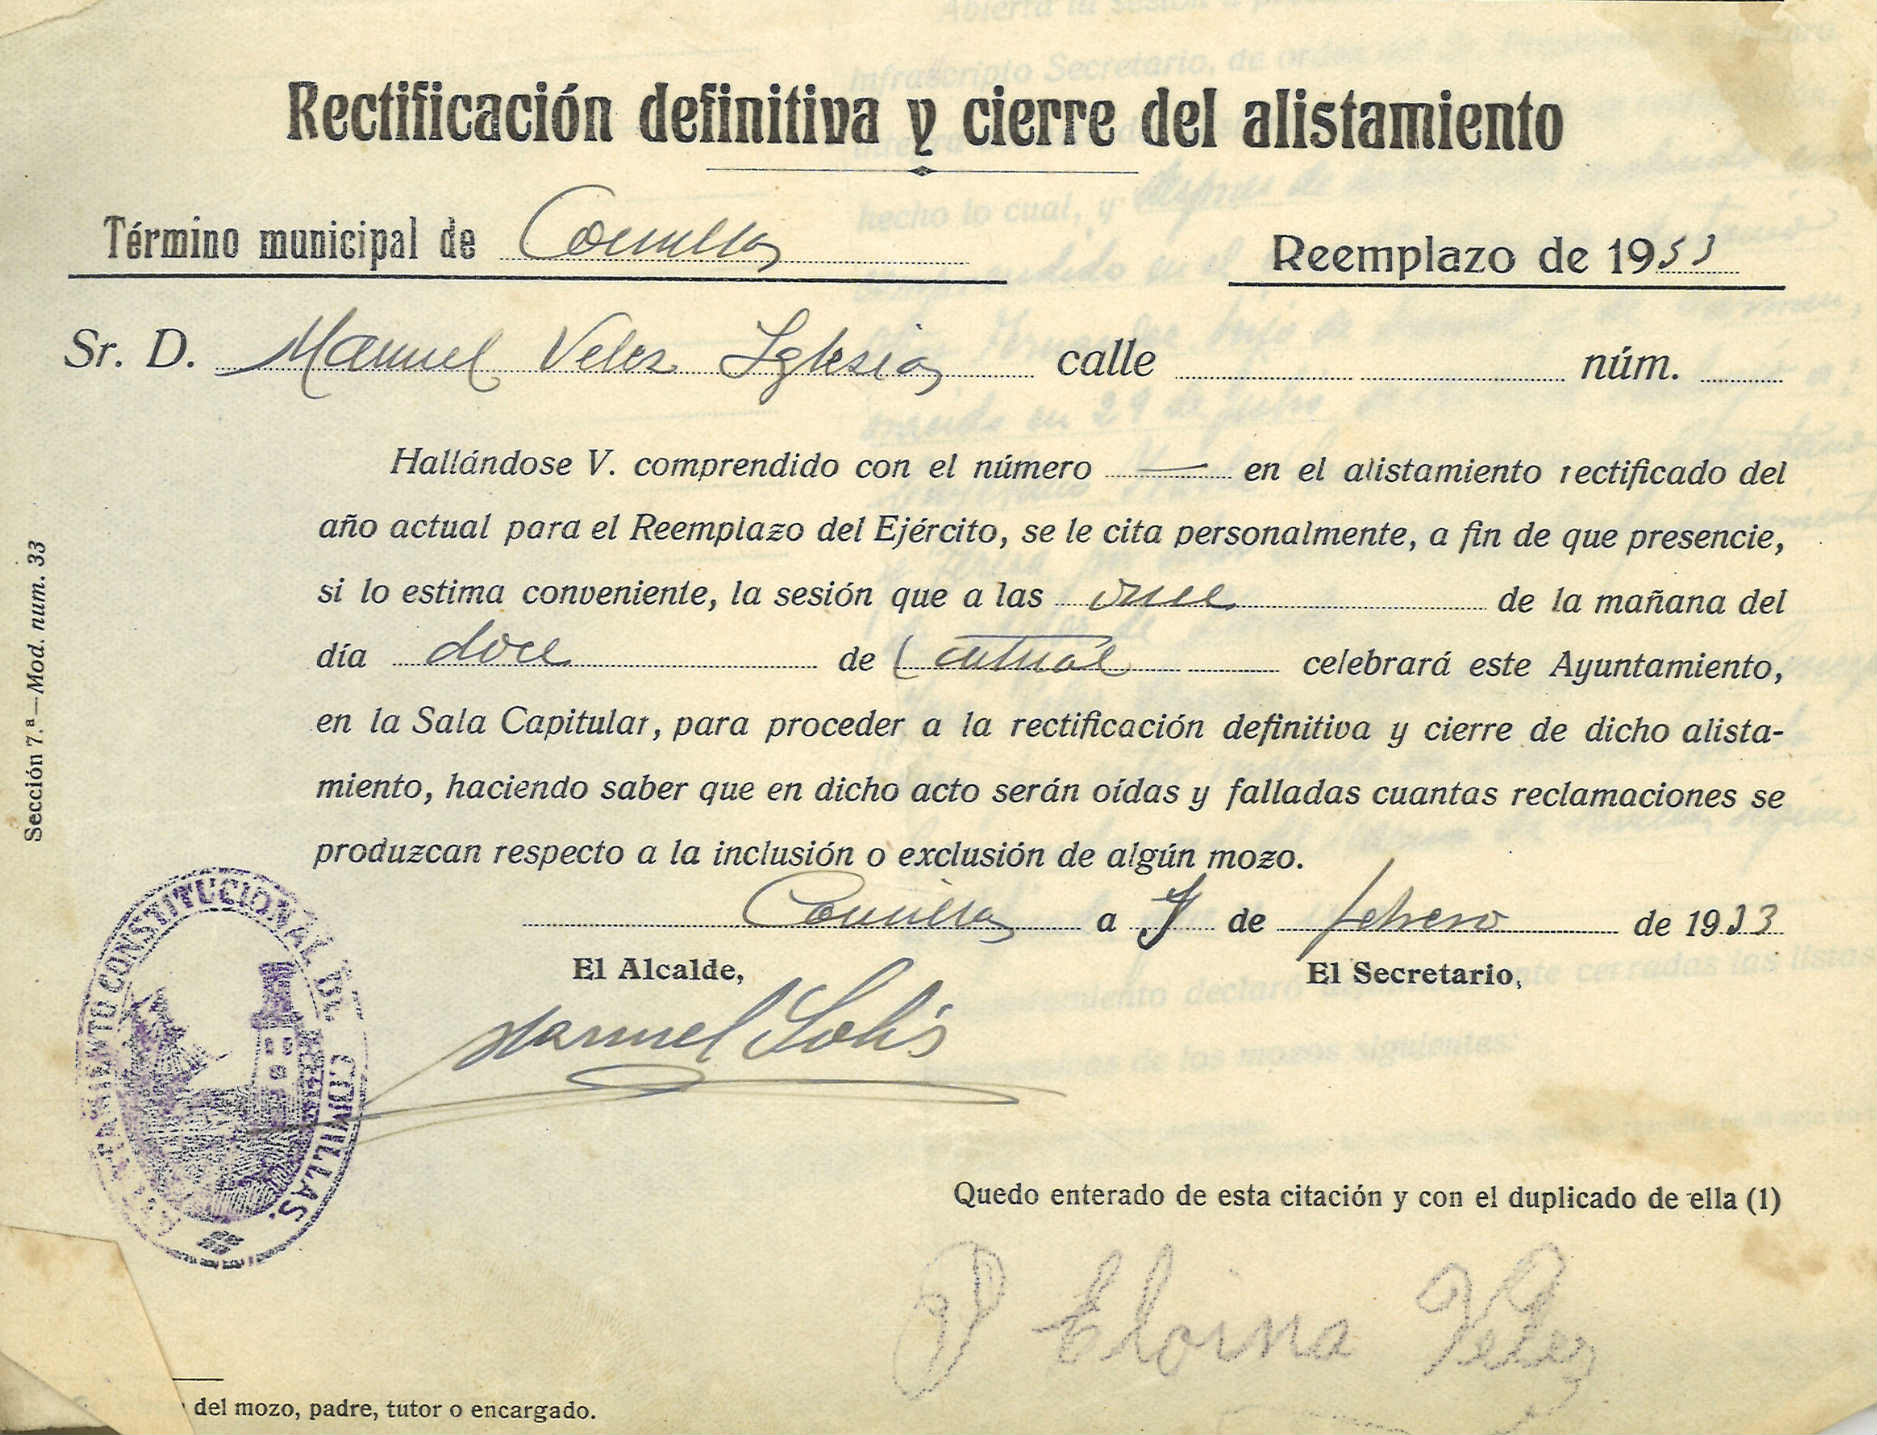 Rectificación definitiva y cierre del alistamiento
Término municipal de Comillas Reemplazo de 1933
Sr. D. Manuel Velez Iglesias calle núm.
Hallándose V. comprendido con el número — en el alistamiento rectificado del
año actual para el Reemplazo del Ejército, se le cita personalmente, a fin de que presencie,
si lo estima conveniente, la sesión que a las once de la mañana del
día doce de actual celebrará este Ayuntamiento,
en la Sala Capitular, para proceder a la rectificación definitiva y cierre de dicho alista-
miento, haciendo saber que en dicho acto serán oídas y falladas cuantas reclamaciones se
produzcan respecto a la inclusión o exclusión de algún mozo.
Comillas a 7 de febrero de 1933
El Alcalde, El Secretario,
Manuel Solís
AYUNTAMIENTO CONSTITUCIONAL DE COMILLAS.
Quedo enterado de esta citación y con el duplicado de ella (1)
P Eloina Velez
del mozo, padre, tutor o encargado.
Sección 7.ª—Mod. num. 33